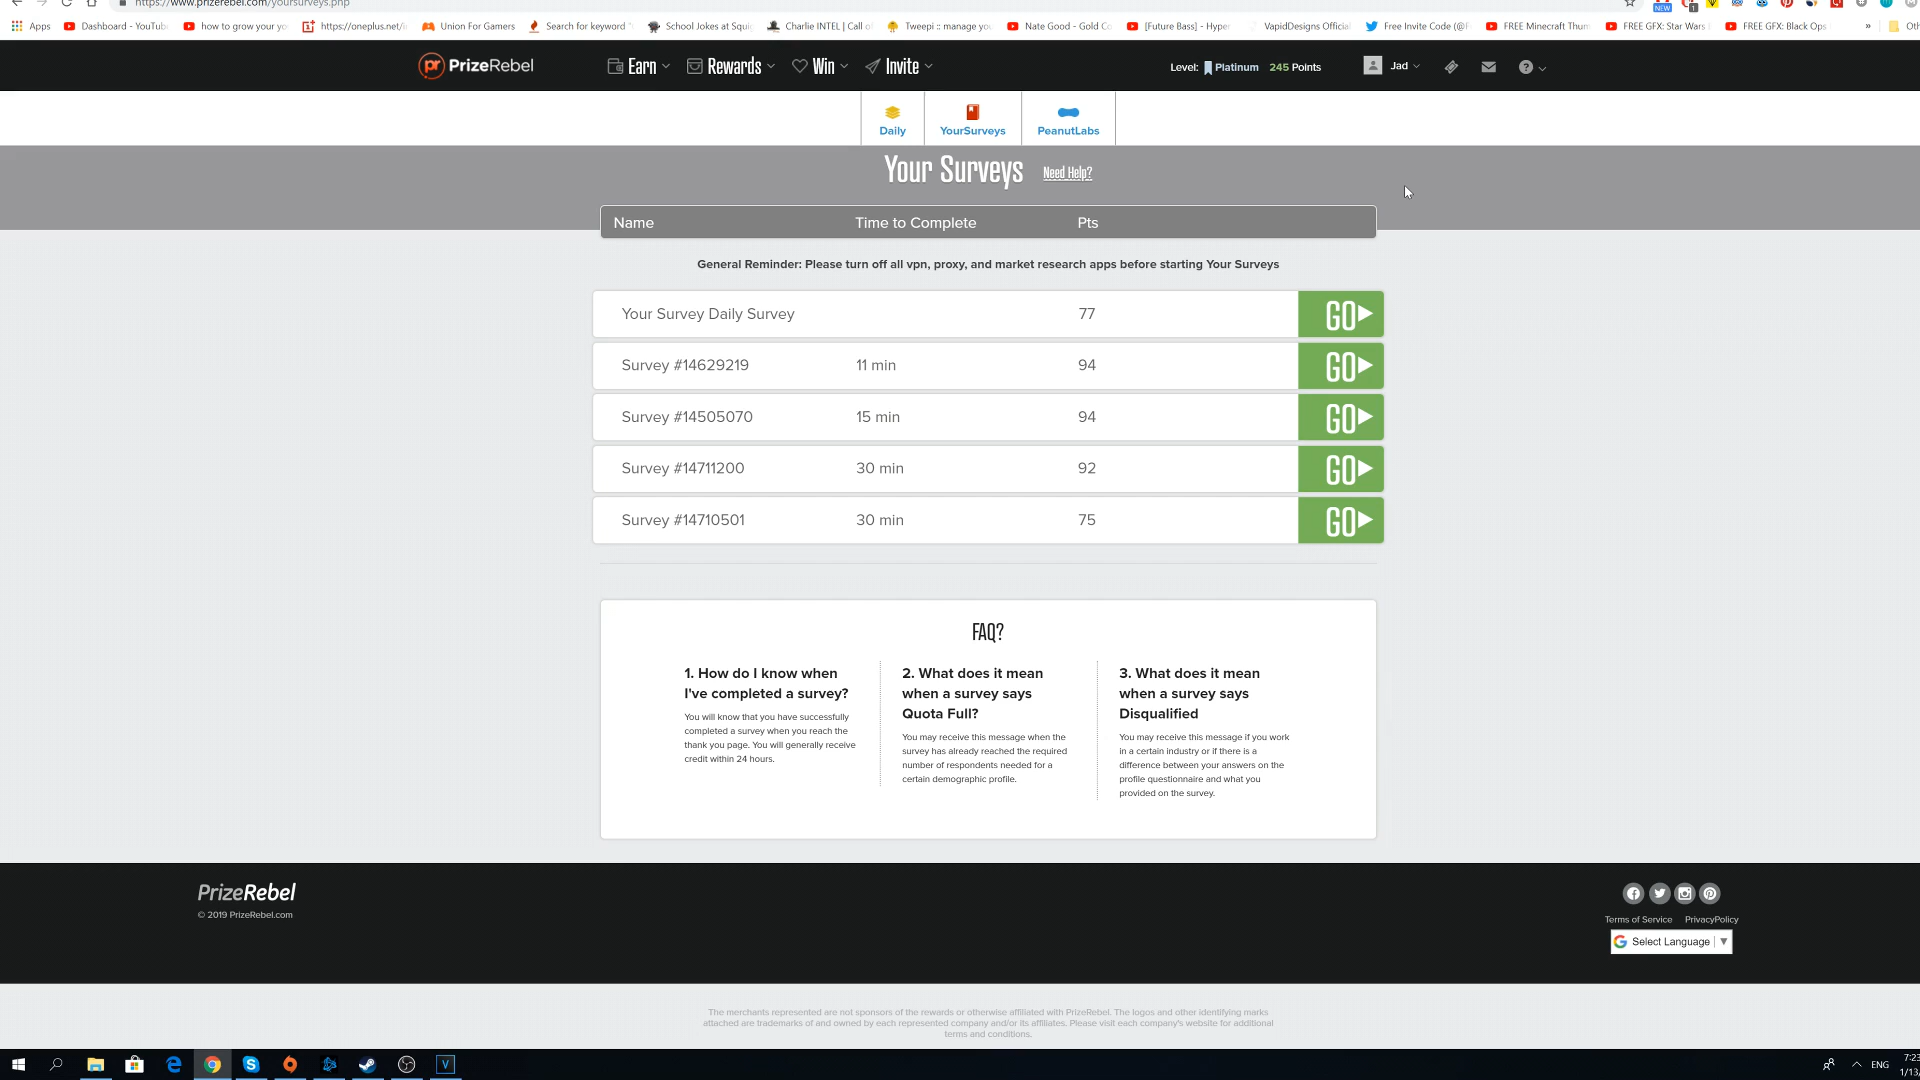 https://www.prizerebel.com/yoursurveys.php
Apps Dashboard - YouTube how to grow your yo https://oneplus.net/i Union For Gamers Search for keyword School Jokes at Squi Charlie INTEL | Call o Tweepi :: manage yo Nate Good - Gold Co [Future Bass] - Hyper VapidDesigns Official Free Invite Code (@f FREE Minecraft Thum FREE GFX: Star Wars FREE GFX: Black Ops » Oth
NEW
pr PrizeRebel Earn Rewards Win Invite Level: Platinum 245 Points Jad
Daily YourSurveys PeanutLabs
Your Surveys Need Help?
Name Time to Complete Pts
General Reminder: Please turn off all vpn, proxy, and market research apps before starting Your Surveys
Your Survey Daily Survey 77 GO
Survey #14629219 11 min 94 GO
Survey #14505070 15 min 94 GO
Survey #14711200 30 min 92 GO
Survey #14710501 30 min 75 GO
FAQ?
1. How do I know when
I've completed a survey?
You will know that you have successfully
completed a survey when you reach the
thank you page. You will generally receive
credit within 24 hours.
2. What does it mean
when a survey says
Quota Full?
You may receive this message when the
survey has already reached the required
number of respondents needed for a
certain demographic profile.
3. What does it mean
when a survey says
Disqualified
You may receive this message if you work
in a certain industry or if there is a
difference between your answers on the
profile questionnaire and what you
provided on the survey.
PrizeRebel
© 2019 PrizeRebel.com
Terms of Service PrivacyPolicy
G Select Language ▼
The merchants represented are not sponsors of the rewards or otherwise affiliated with PrizeRebel. The logos and other identifying marks
attached are trademarks of and owned by each represented company and/or its affiliates. Please visit each company's website for additional
terms and conditions.
ENG
7:23
1/13/